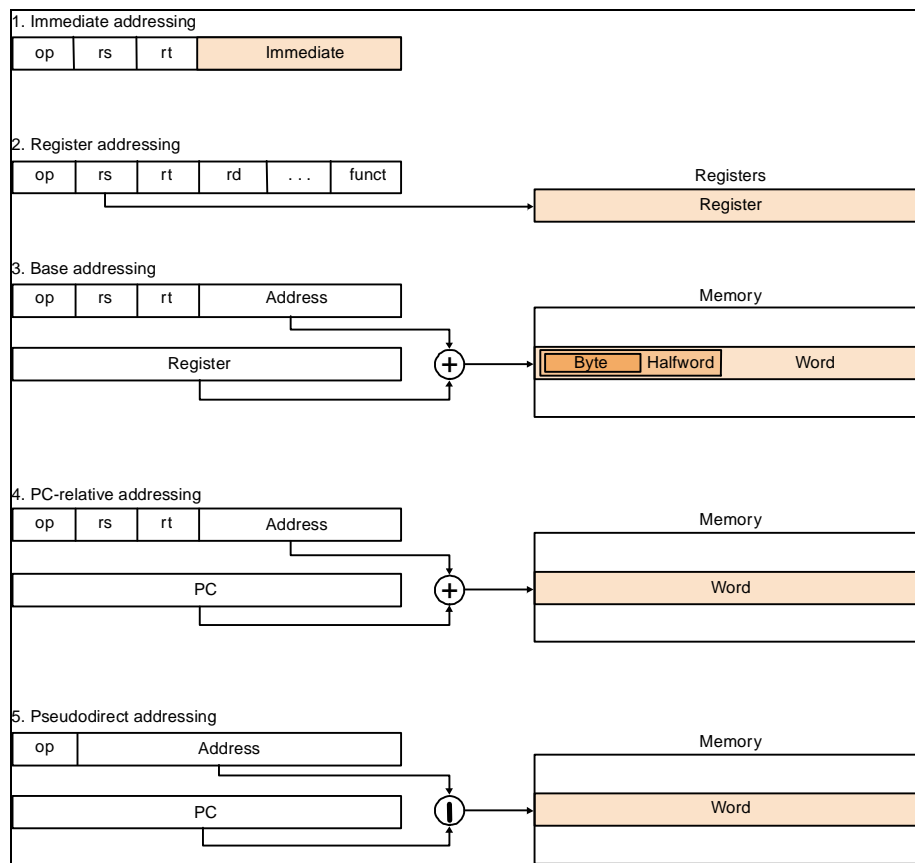 1. Immediate addressing
op rs rt Immediate
2. Register addressing
op rs rt rd . . . funct
Registers
Register
3. Base addressing
op rs rt Address
Memory
Register
+
Byte Halfword Word
4. PC-relative addressing
op rs rt Address
Memory
PC
+
Word
5. Pseudodirect addressing
op Address
Memory
PC
|
Word